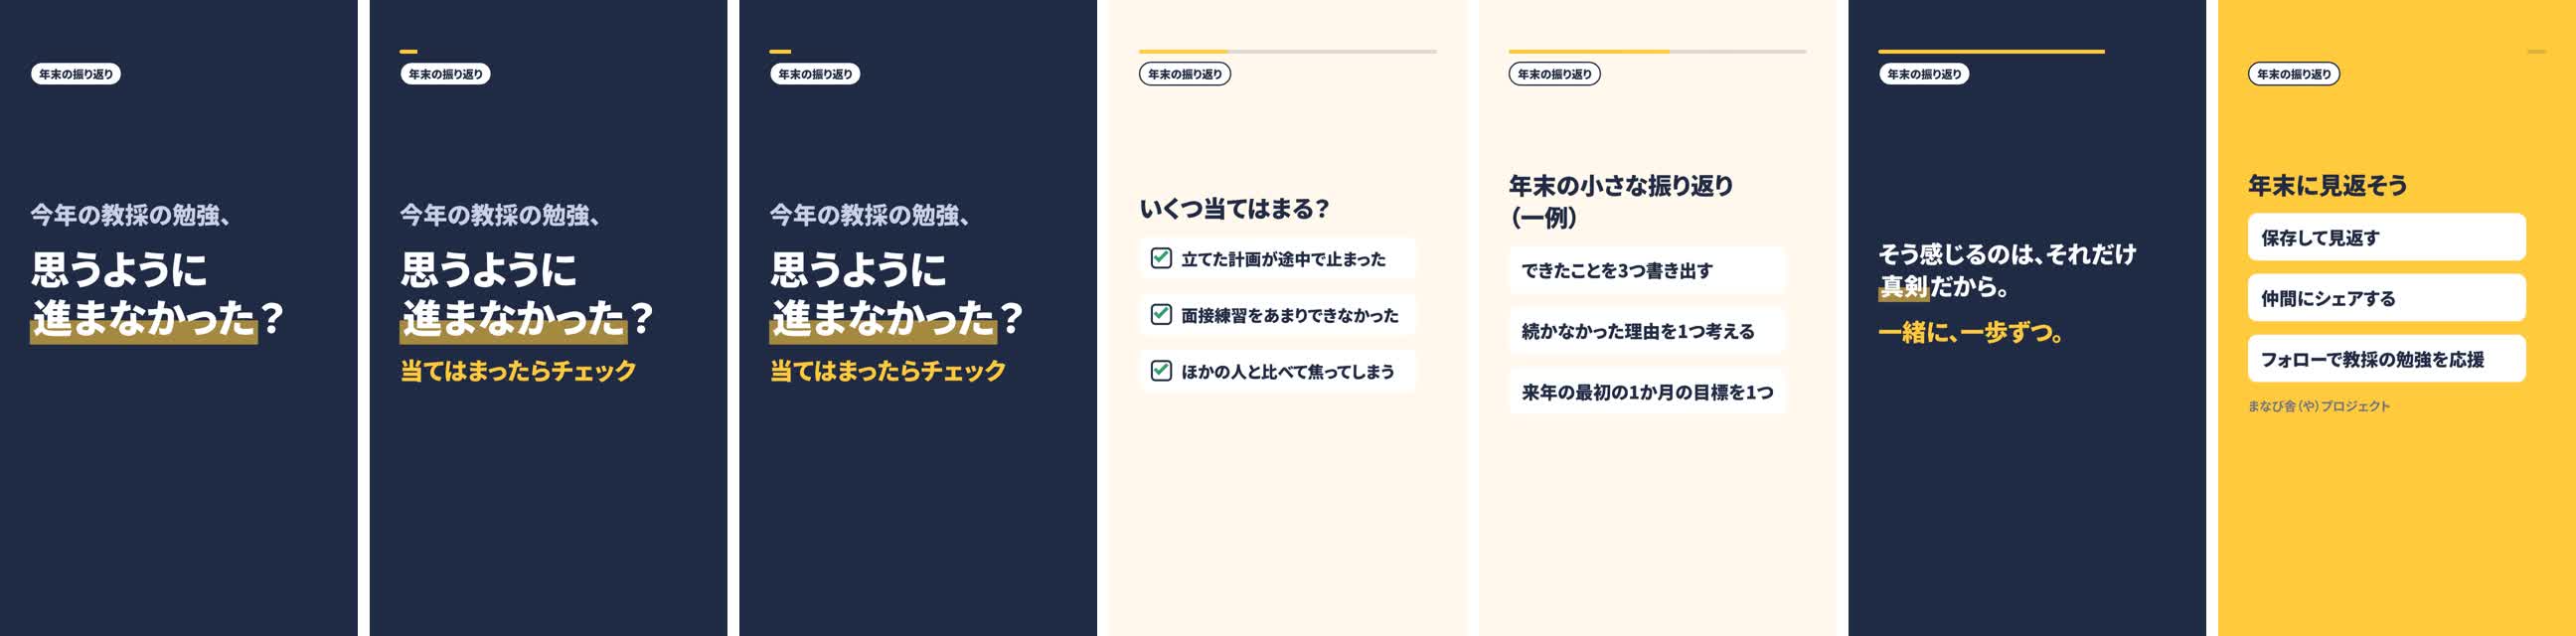 年末の振り返り
今年の教採の勉強、
思うように
進まなかった？
年末の振り返り
今年の教採の勉強、
思うように
進まなかった？
当てはまったらチェック
年末の振り返り
今年の教採の勉強、
思うように
進まなかった？
当てはまったらチェック
年末の振り返り
いくつ当てはまる？
立てた計画が途中で止まった
面接練習をあまりできなかった
ほかの人と比べて焦ってしまう
年末の振り返り
年末の小さな振り返り
（一例）
できたことを3つ書き出す
続かなかった理由を1つ考える
来年の最初の1か月の目標を1つ
年末の振り返り
そう感じるのは、それだけ
真剣だから。
一緒に、一歩ずつ。
年末の振り返り
年末に見返そう
保存して見返す
仲間にシェアする
フォローで教採の勉強を応援
まなび舎（や）プロジェクト